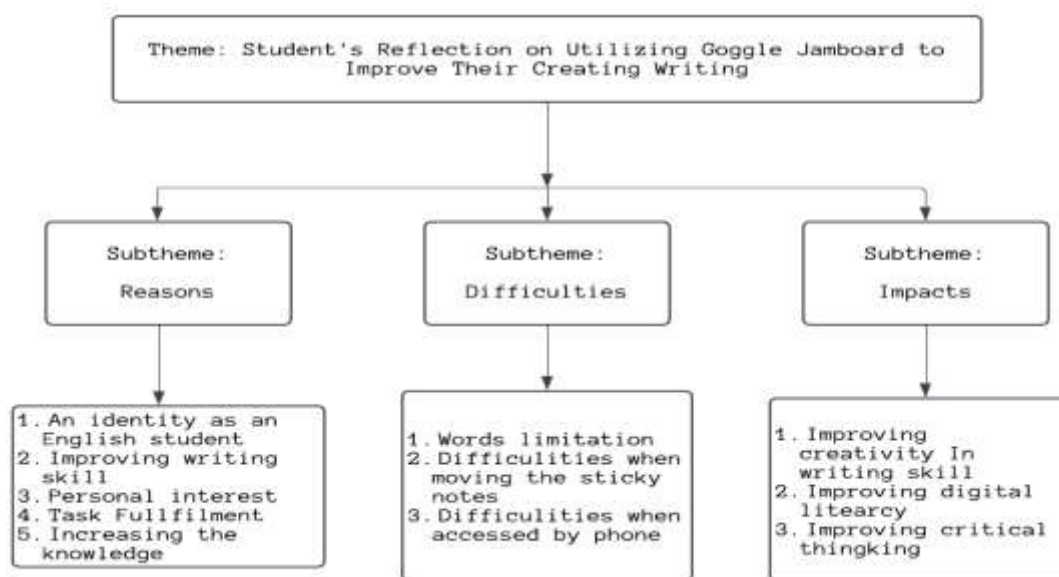 Theme: Student's Reflection on Utilizing Goggle Jamboard to
Improve Their Creating Writing
Subtheme:
Reasons
Subtheme:
Difficulties
Subtheme:
Impacts
1. An identity as an
English student
2. Improving writing
skill
3. Personal interest
4. Task Fullfilment
5. Increasing the
knowledge
1. Words limitation
2. Difficulities when
moving the sticky
notes
3. Difficulties when
accessed by phone
1. Improving
creativity In
writing skill
2. Improving digital
litearcy
3. Improving critical
thingking